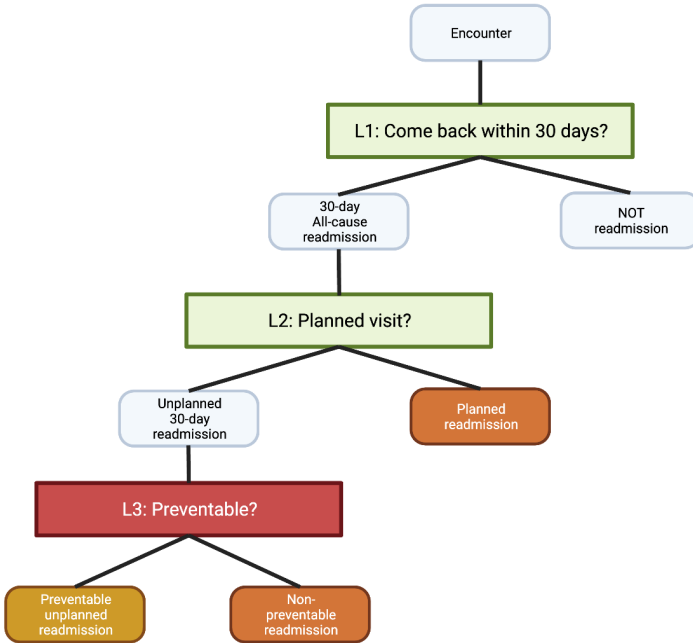 Encounter
L1: Come back within 30 days?
30-day
All-cause
readmission
NOT
readmission
L2: Planned visit?
Unplanned
30-day
readmission
Planned
readmission
L3: Preventable?
Preventable
unplanned
readmission
Non-
preventable
readmission